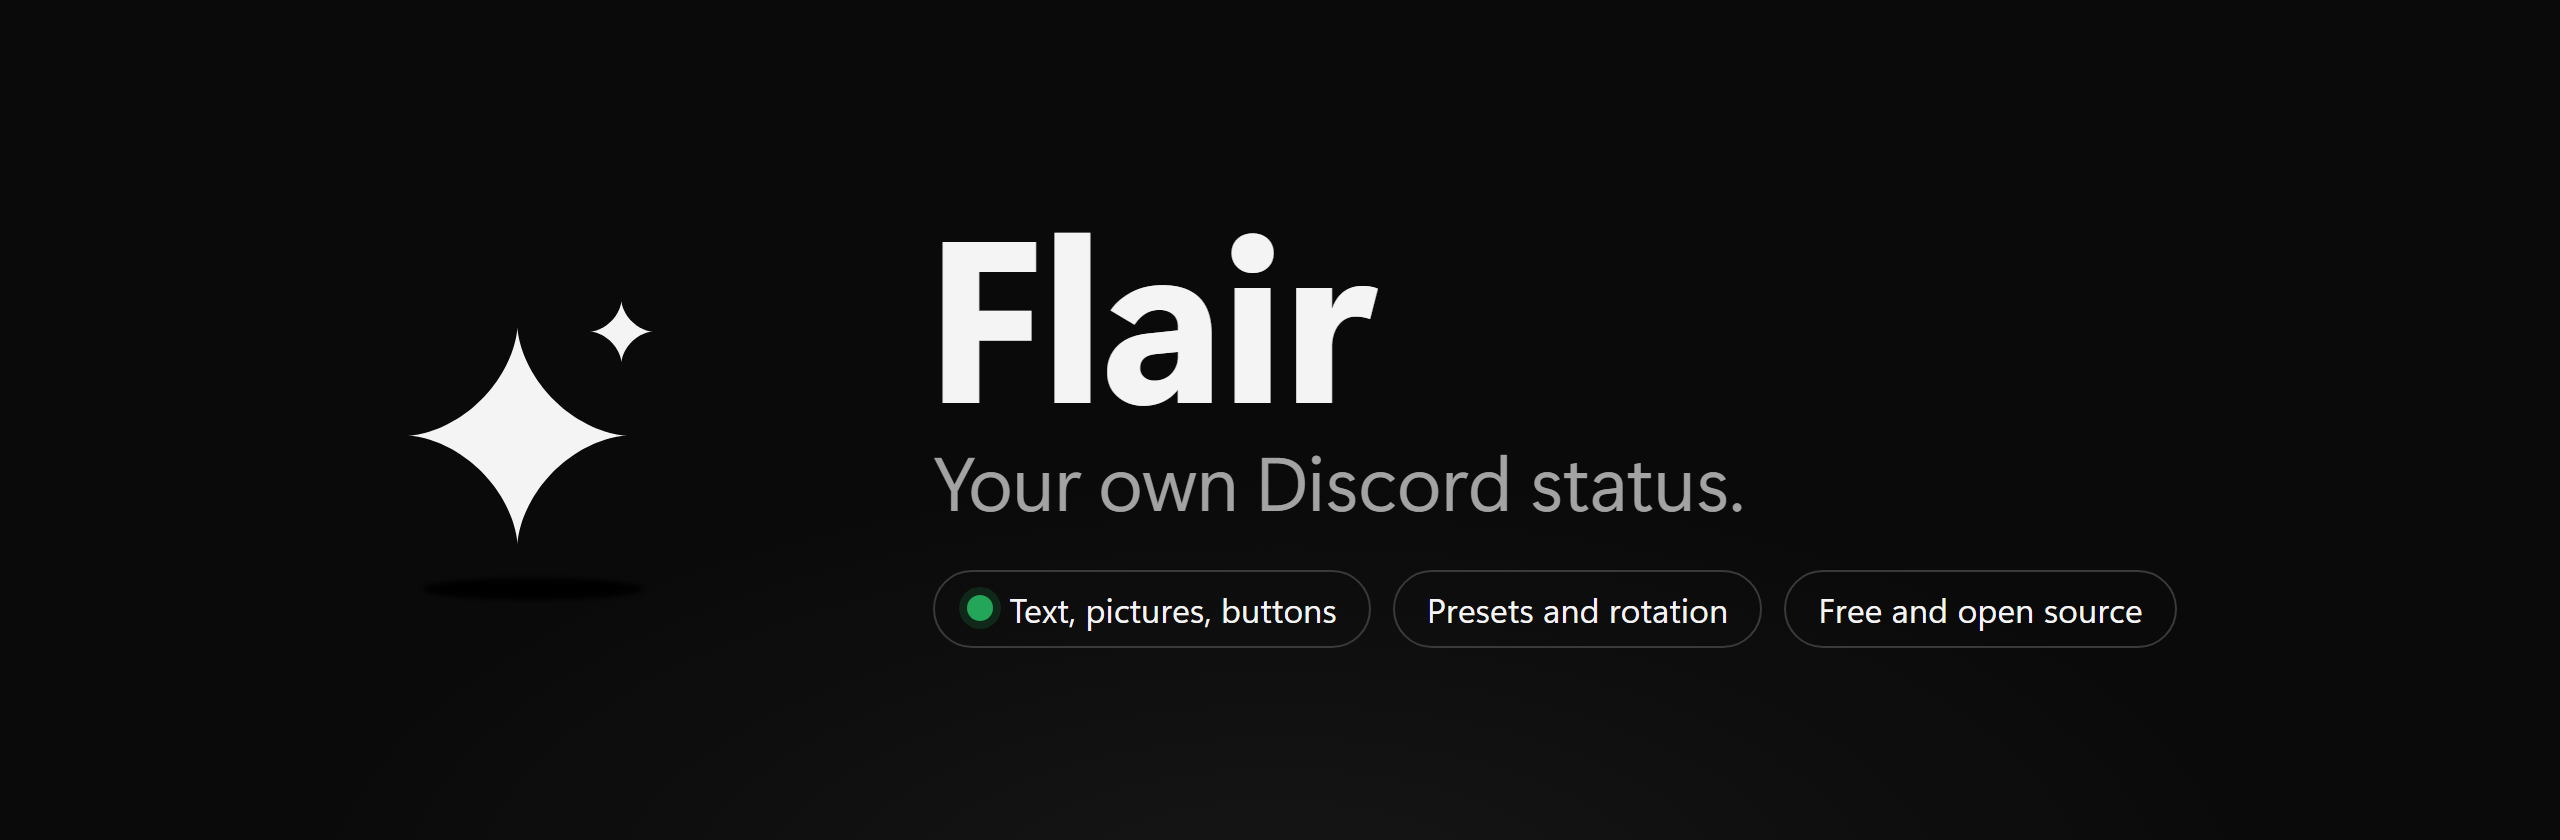 Flair
Your own Discord status.
Text, pictures, buttons
Presets and rotation
Free and open source